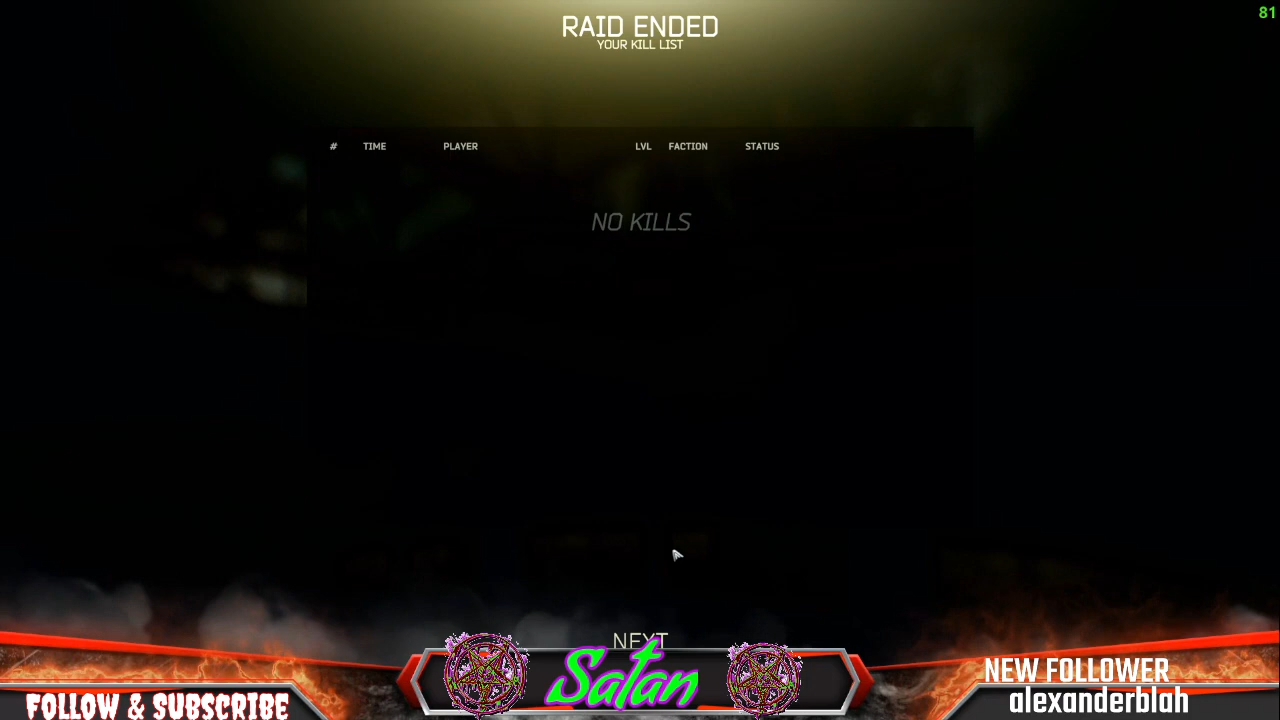 81
RAID ENDED
YOUR KILL LIST
# TIME PLAYER LVL FACTION STATUS
NO KILLS
NEXT
Satan
NEW FOLLOWER
alexanderblah
FOLLOW & SUBSCRIBE